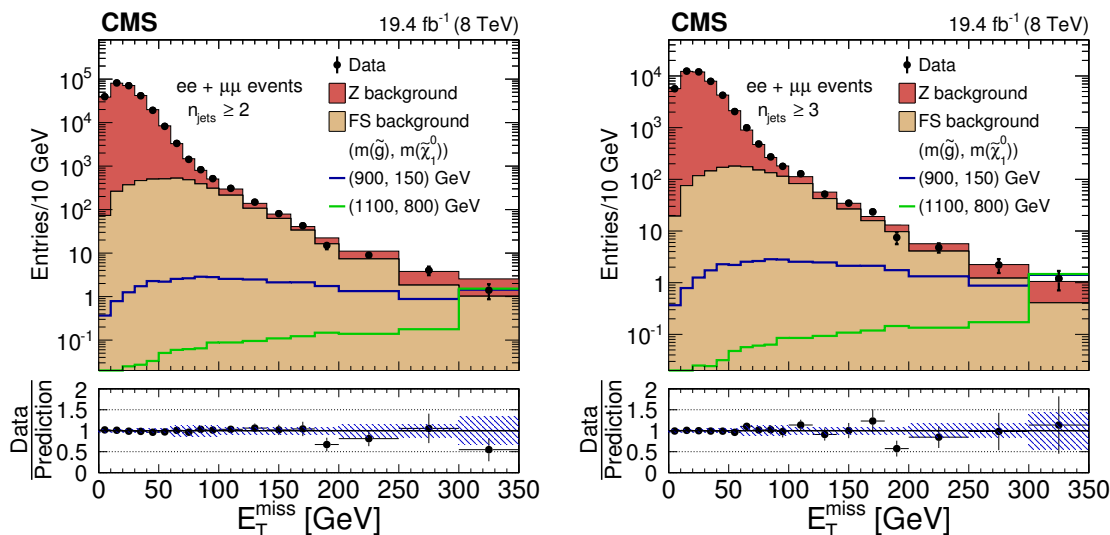 CMS 19.4 fb⁻¹ (8 TeV)
Entries/10 GeV
10⁵
10⁴
10³
10²
10
1
10⁻¹
ee + μμ events
n_jets ≥ 2
Data
Z background
FS background
(m(g̃), m(χ̃⁰₁))
(900, 150) GeV
(1100, 800) GeV
Data
Prediction
2
1.5
1
0.5
0
0 50 100 150 200 250 300 350
E_T^miss [GeV]
CMS 19.4 fb⁻¹ (8 TeV)
Entries/10 GeV
10⁴
10³
10²
10
1
10⁻¹
ee + μμ events
n_jets ≥ 3
Data
Z background
FS background
(m(g̃), m(χ̃⁰₁))
(900, 150) GeV
(1100, 800) GeV
Data
Prediction
2
1.5
1
0.5
0
0 50 100 150 200 250 300 350
E_T^miss [GeV]